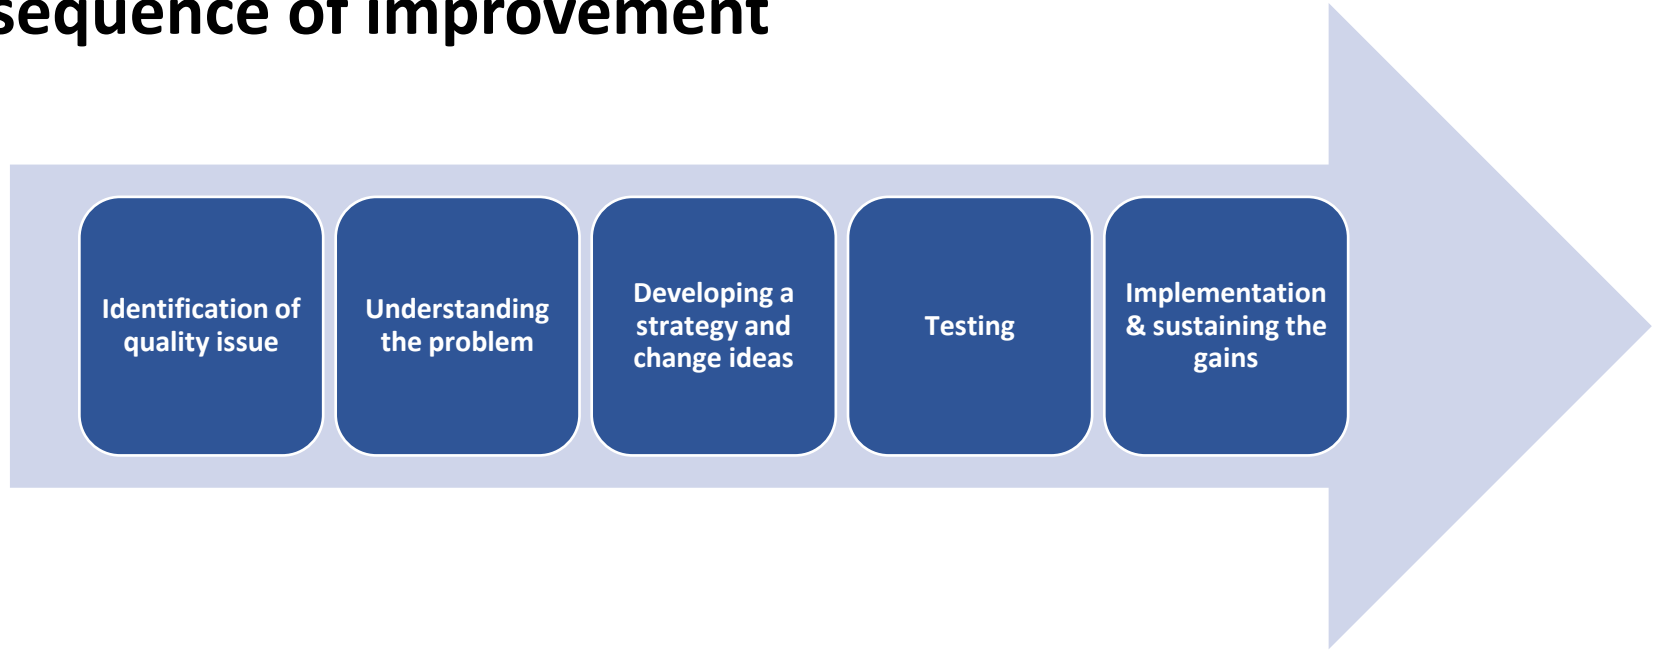 sequence of improvement
Identification of
quality issue
Understanding
the problem
Developing a
strategy and
change ideas
Testing
Implementation
& sustaining the
gains